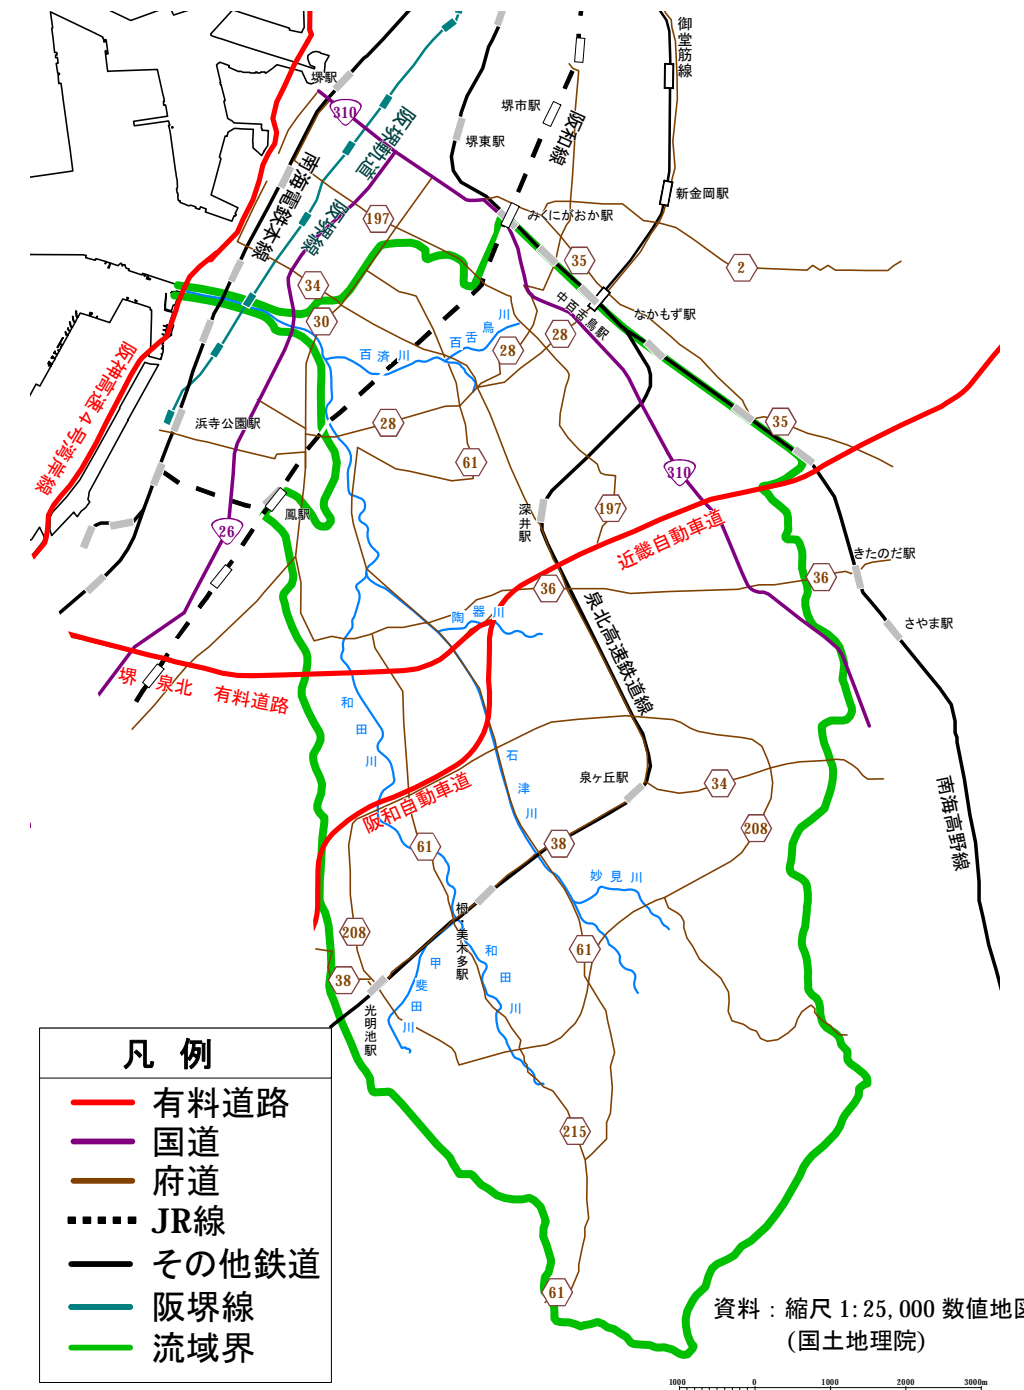 御堂筋線
堺駅
310
堺市駅
阪堺軌道
阪和線
堺東駅
南海電鉄本線
新金岡駅
阪堺線
197
みくにがおか駅
35
2
34
30
中百舌鳥駅
なかもず駅
百舌鳥川
百済川
28
28
阪神高速4号湾岸線
浜寺公園駅
28
35
61
310
鳳駅
深井駅
197
26
近畿自動車道
きたのだ駅
36
36
泉北高速鉄道線
陶器川
さやま駅
堺泉北有料道路
和田川
石津川
泉ヶ丘駅
34
南海高野線
阪和自動車道
208
61
38
妙見川
栂・美木多駅
208
61
和田川
甲斐田川
38
光明池駅
215
61
凡例
有料道路
国道
府道
JR線
その他鉄道
阪堺線
流域界
資料：縮尺1:25,000数値地図
(国土地理院)
1000 0 1000 2000 3000m